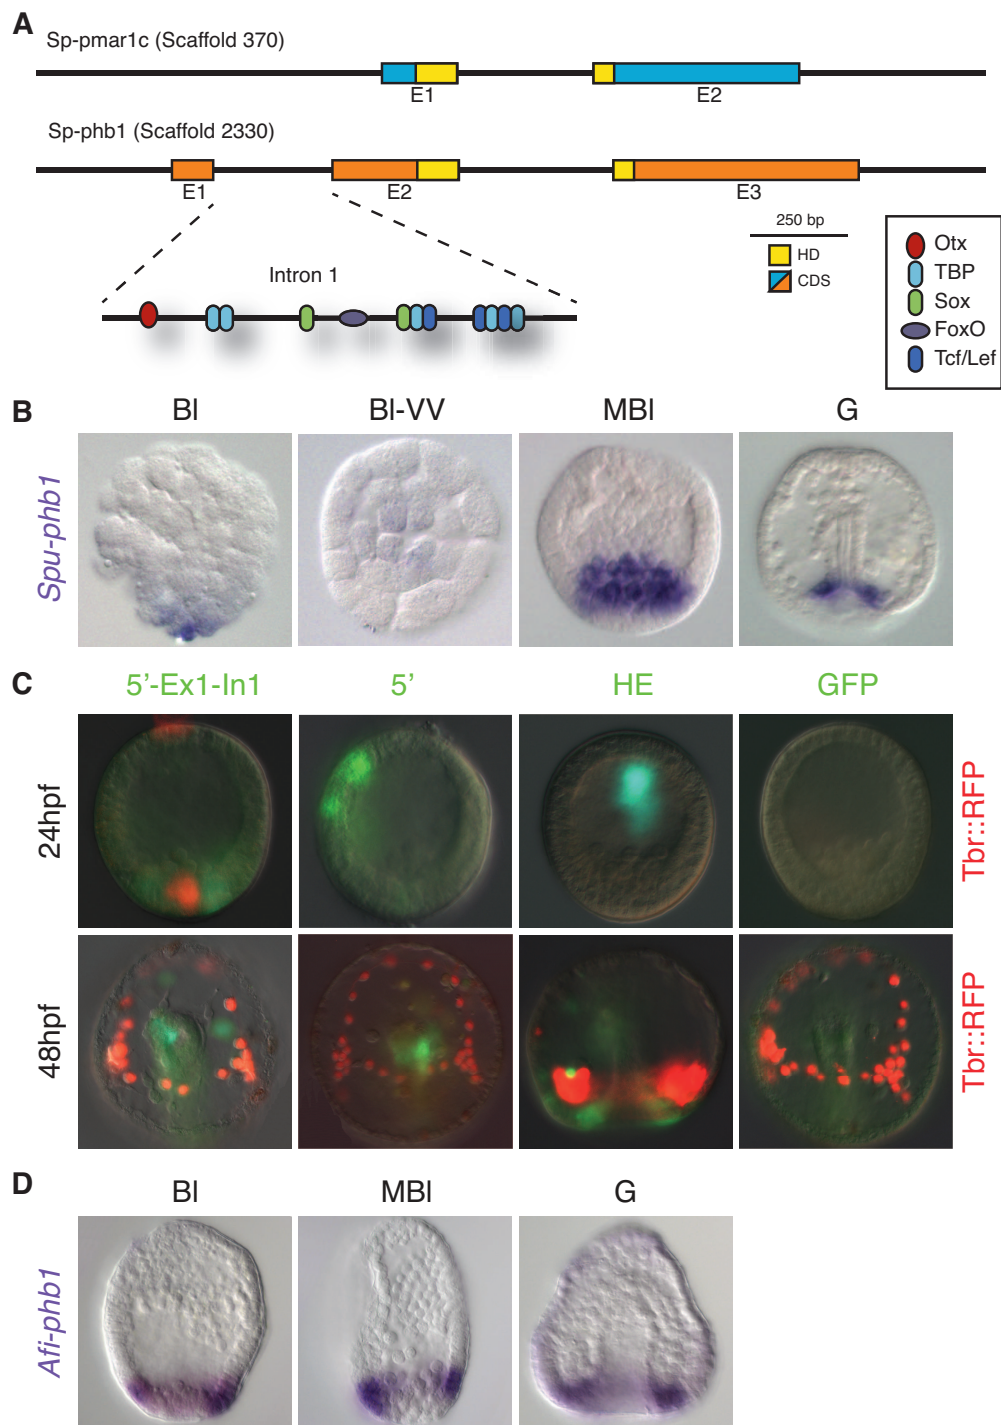 A
Sp-pmar1c (Scaffold 370)
E1
E2
Sp-phb1 (Scaffold 2330)
E1
E2
E3
250 bp
HD
CDS
Intron 1
Otx
TBP
Sox
FoxO
Tcf/Lef
B
Bl
Bl-VV
MBl
G
Spu-phb1
C
5'-Ex1-In1
5'
HE
GFP
24hpf
Tbr::RFP
48hpf
Tbr::RFP
D
Bl
MBl
G
Afi-phb1